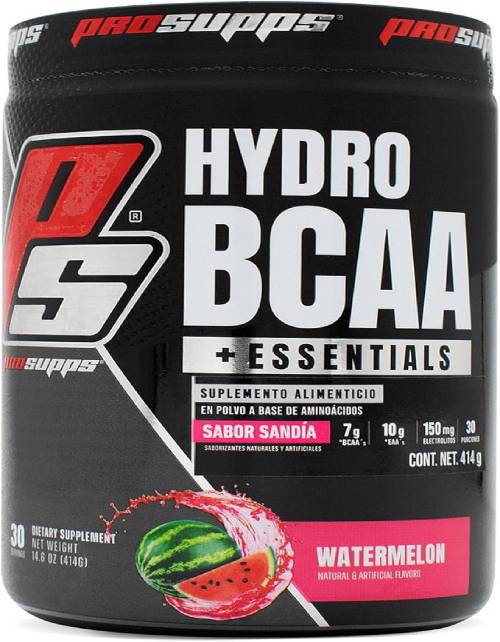 PROSUPPS® PROSUPPS® PROSUPPS
PS®
PROSUPPS®
HYDRO
BCAA
+ ESSENTIALS
SUPLEMENTO ALIMENTICIO
EN POLVO A BASE DE AMINOÁCIDOS
SABOR SANDÍA
SABORIZANTES NATURALES Y ARTIFICIALES
7g "BCAA"s
10g "EAA"s
150mg ELECTROLITOS
30 PORCIONES
CONT. NET. 414g
30 SERVINGS
DIETARY SUPPLEMENT
NET WEIGHT
14.6 OZ (414G)
WATERMELON
NATURAL & ARTIFICIAL FLAVORS